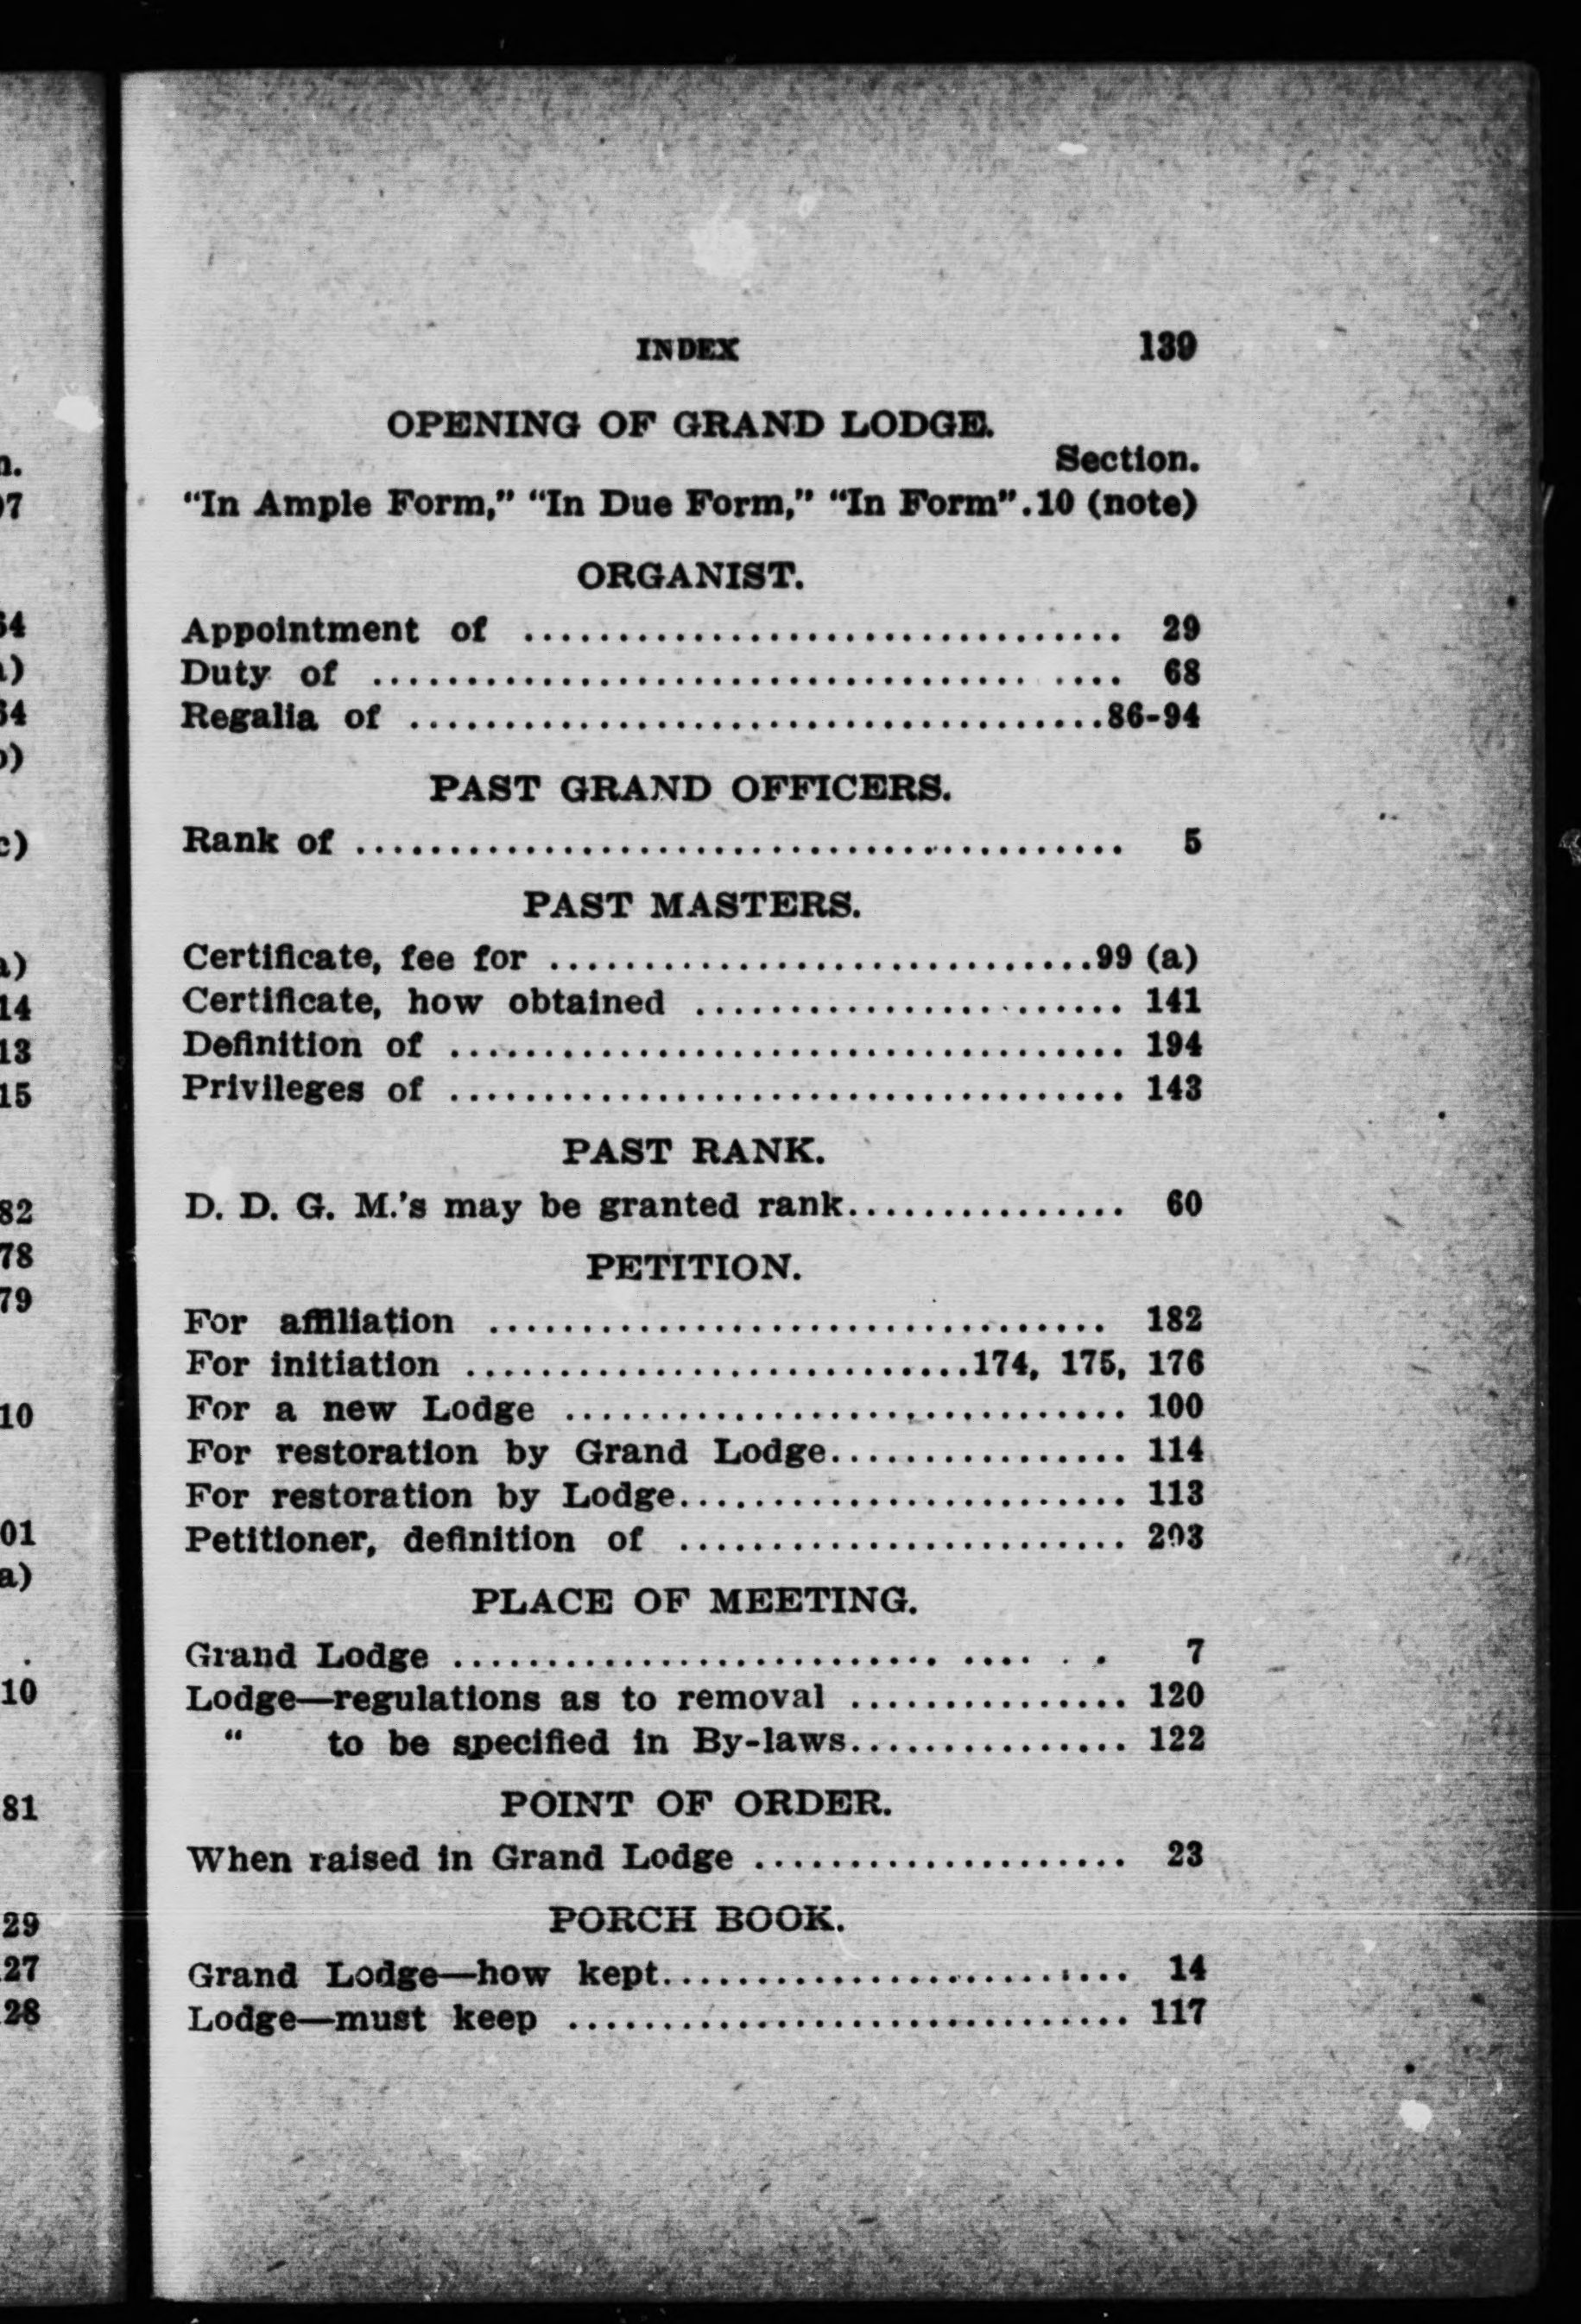 INDEX 139
OPENING OF GRAND LODGE.
Section.
"In Ample Form," "In Due Form," "In Form".10 (note)
ORGANIST.
Appointment of ................................ 29
Duty of ................................... .... 68
Regalia of .....................................86-94
PAST GRAND OFFICERS.
Rank of ......................................... 5
PAST MASTERS.
Certificate, fee for .............................99 (a)
Certificate, how obtained ....................... 141
Definition of .................................... 194
Privileges of .................................... 143
PAST RANK.
D. D. G. M.'s may be granted rank............... 60
PETITION.
For affiliation ................................. 182
For initiation ...........................174, 175, 176
For a new Lodge .............................. 100
For restoration by Grand Lodge................ 114
For restoration by Lodge........................ 113
Petitioner, definition of ........................ 203
PLACE OF MEETING.
Grand Lodge .......................... .... . . 7
Lodge—regulations as to removal ............... 120
" to be specified in By-laws............... 122
POINT OF ORDER.
When raised in Grand Lodge .................... 23
PORCH BOOK.
Grand Lodge—how kept......................... 14
Lodge—must keep .............................. 117